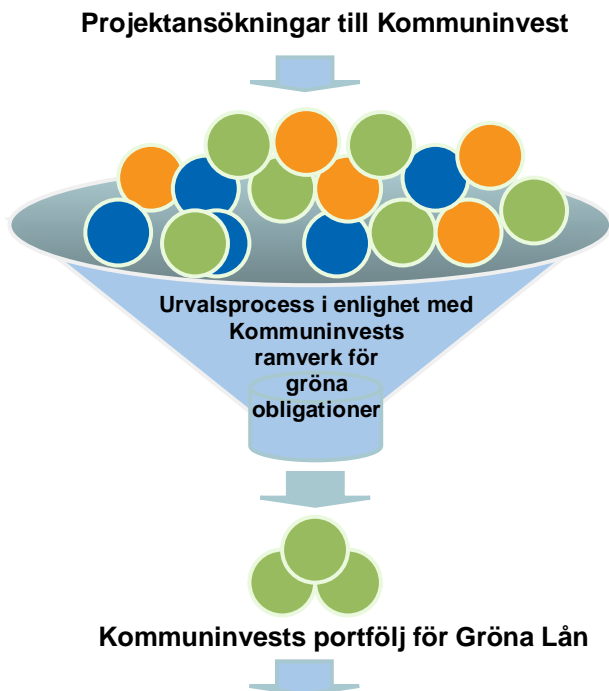 Projektansökningar till Kommuninvest
Urvalsprocess i enlighet med
Kommuninvests
ramverk för
gröna
obligationer
Kommuninvests portfölj för Gröna Lån